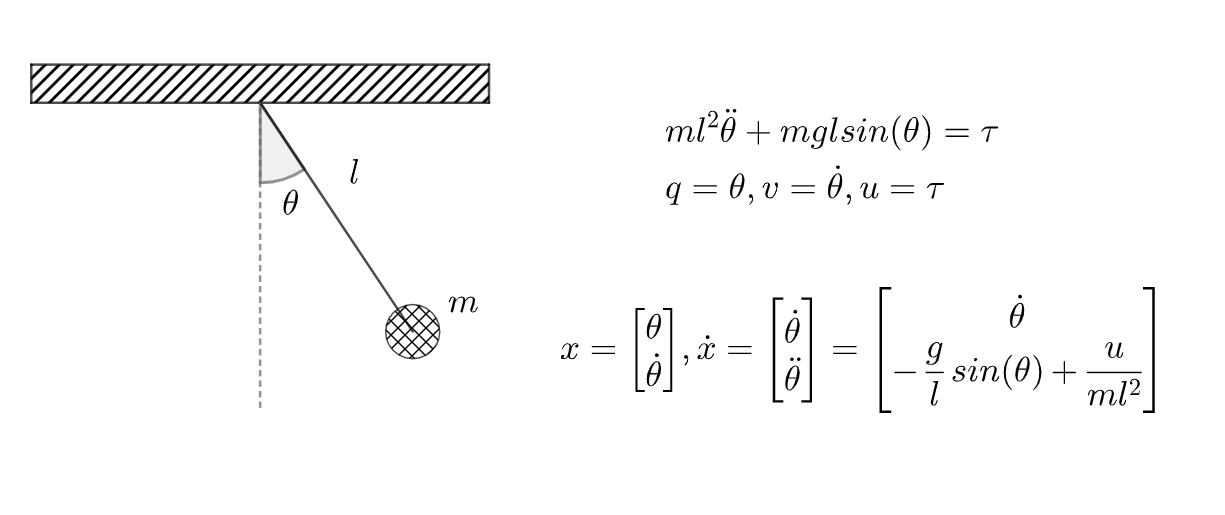 l
θ
m
ml²θ̈ + mglsin(θ) = τ
q = θ, v = θ̇, u = τ
x = [θ; θ̇], ẋ = [θ̇; θ̈] = [θ̇; −g/l sin(θ) + u/ml²]